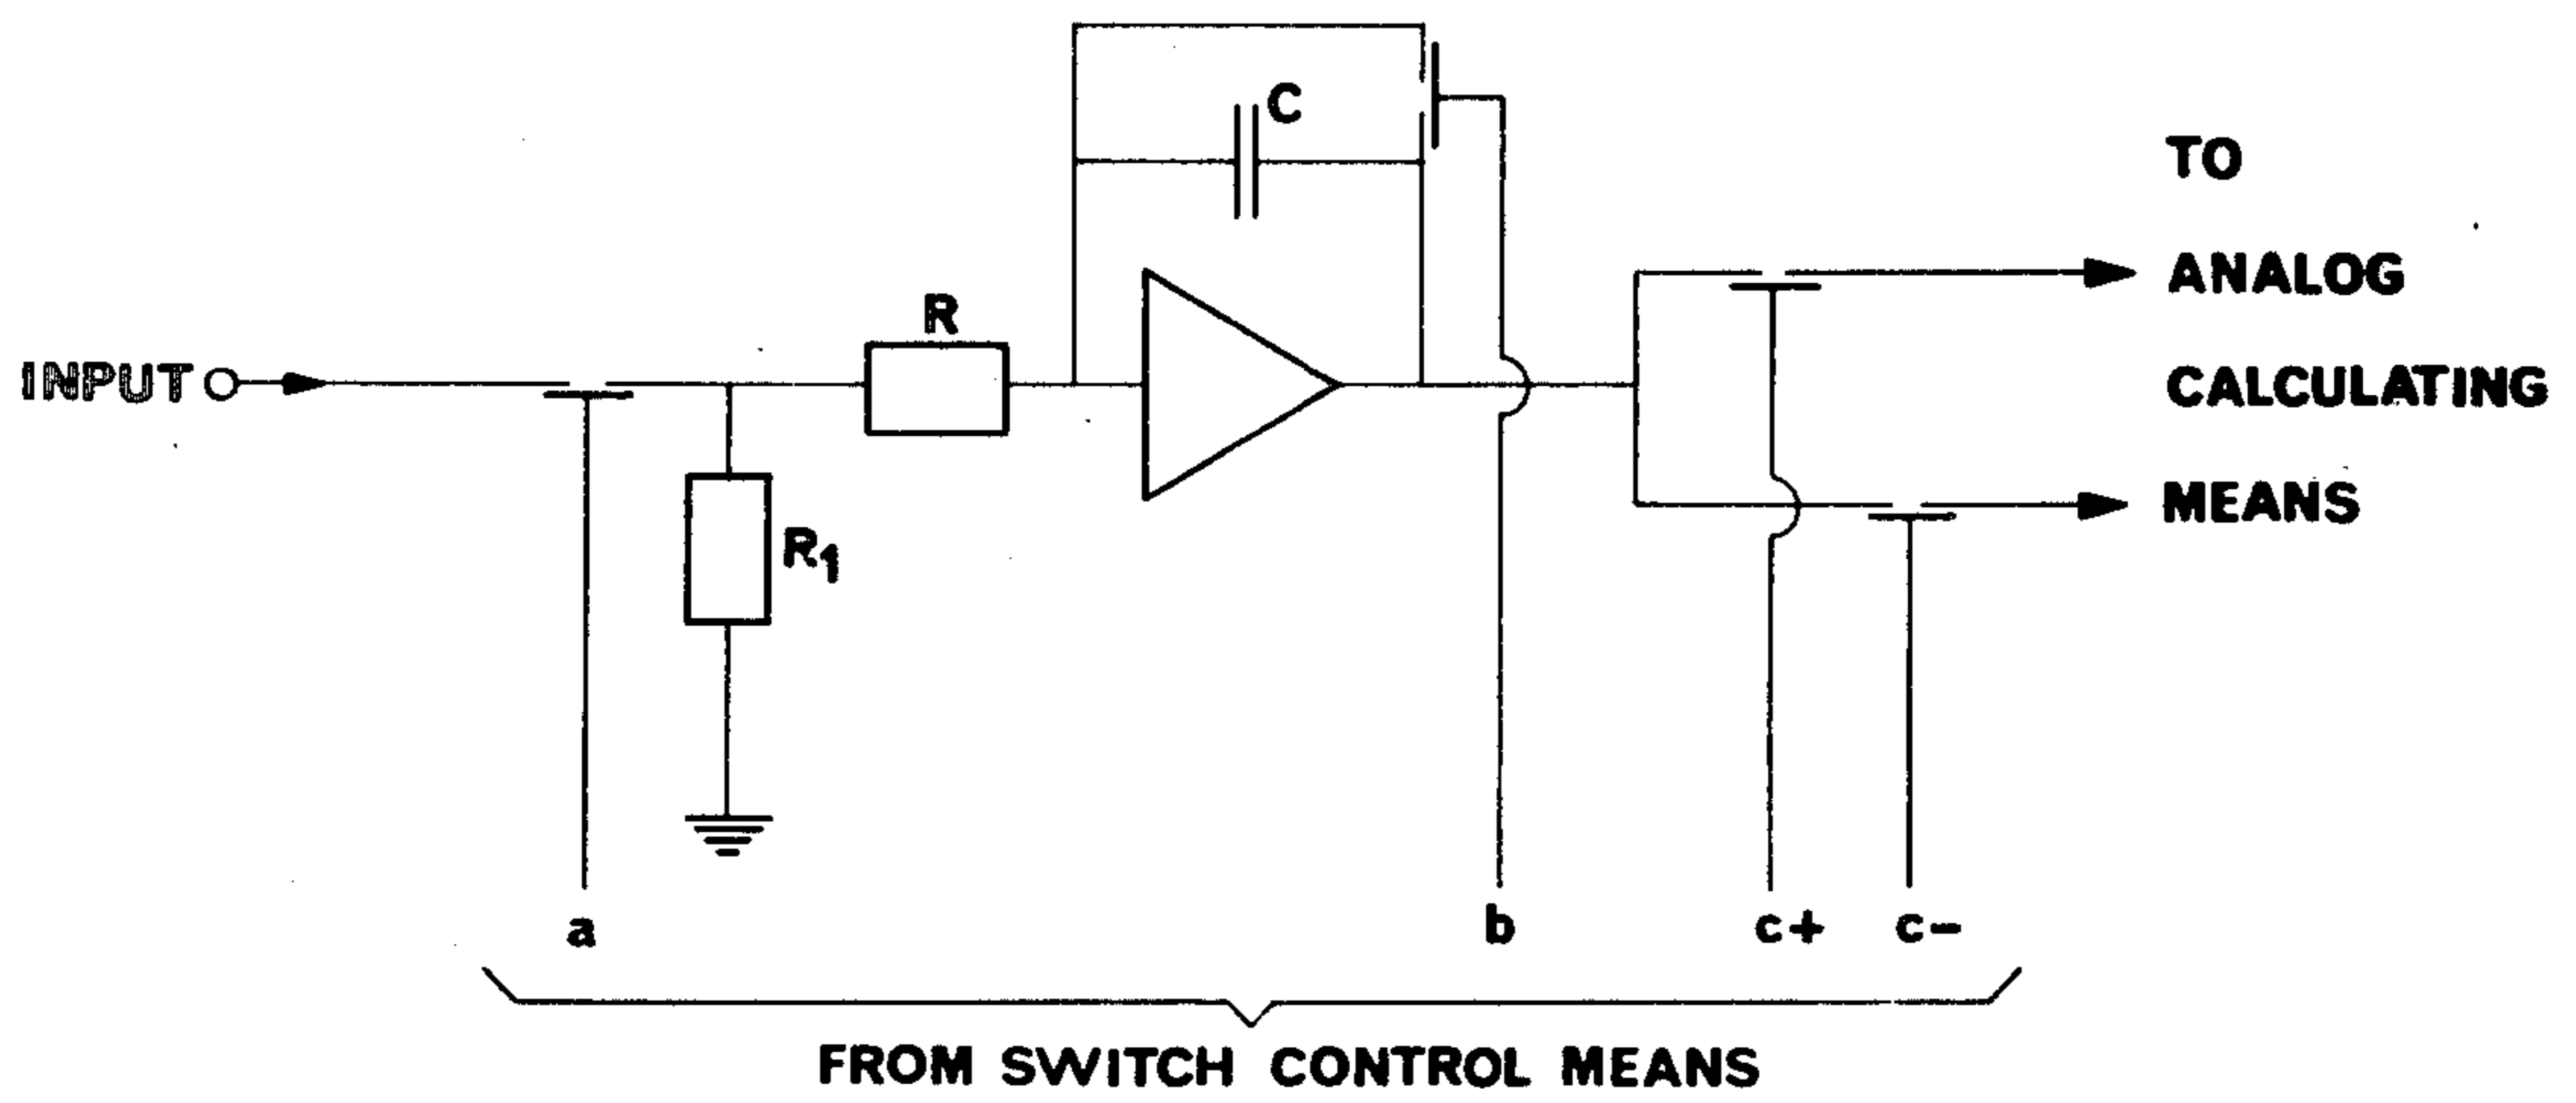 C
TO
ANALOG
CALCULATING
MEANS
R
INPUT
R1
a
b
c+
c-
FROM SWITCH CONTROL MEANS